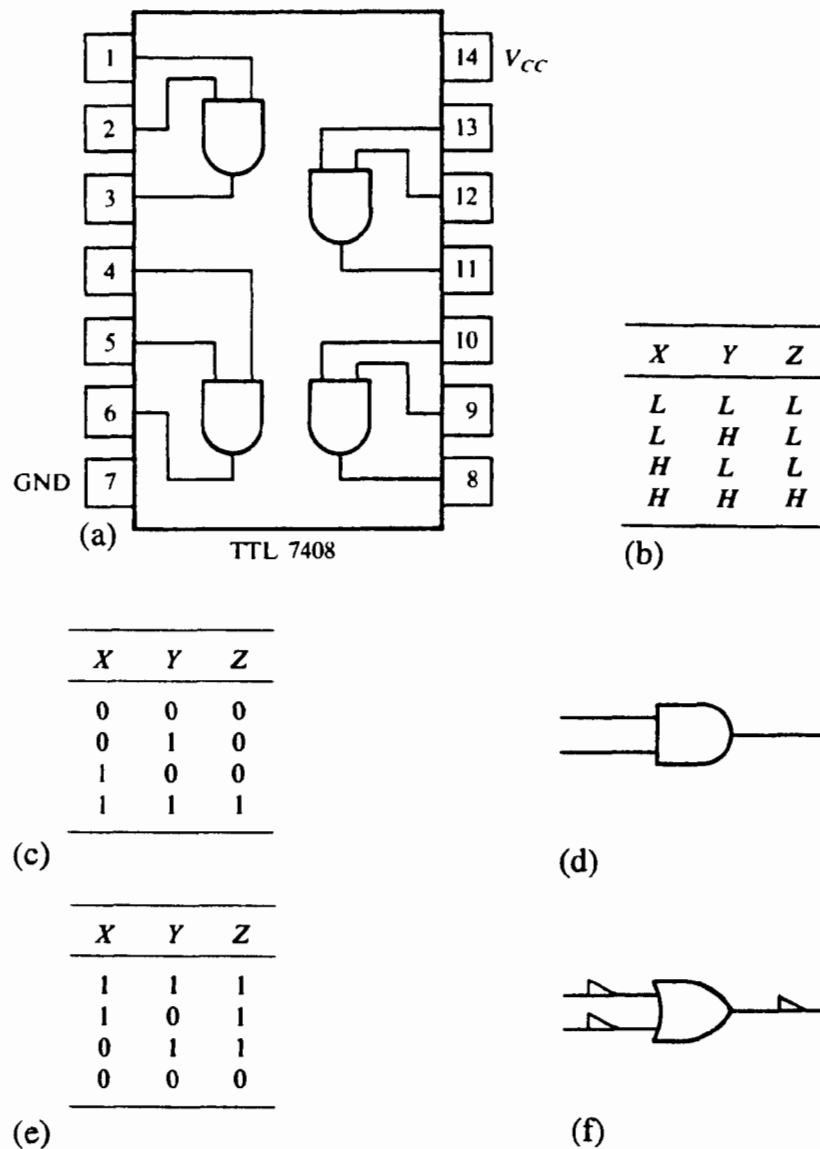 1
14 V_CC
2
13
3
12
4
11
5
10
6
9
GND 7
8
(a)
TTL 7408
X Y Z
L L L
L H L
H L L
H H H
(b)
X Y Z
0 0 0
0 1 0
1 0 0
1 1 1
(c)
(d)
X Y Z
1 1 1
1 0 1
0 1 1
0 0 0
(e)
(f)